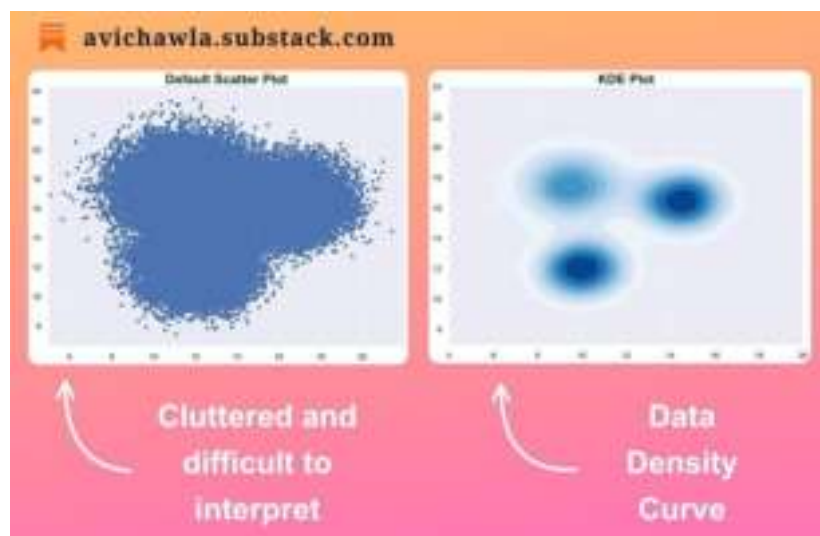 avichawla.substack.com
Default Scatter Plot
KDE Plot
Cluttered and
difficult to
interpret
Data
Density
Curve